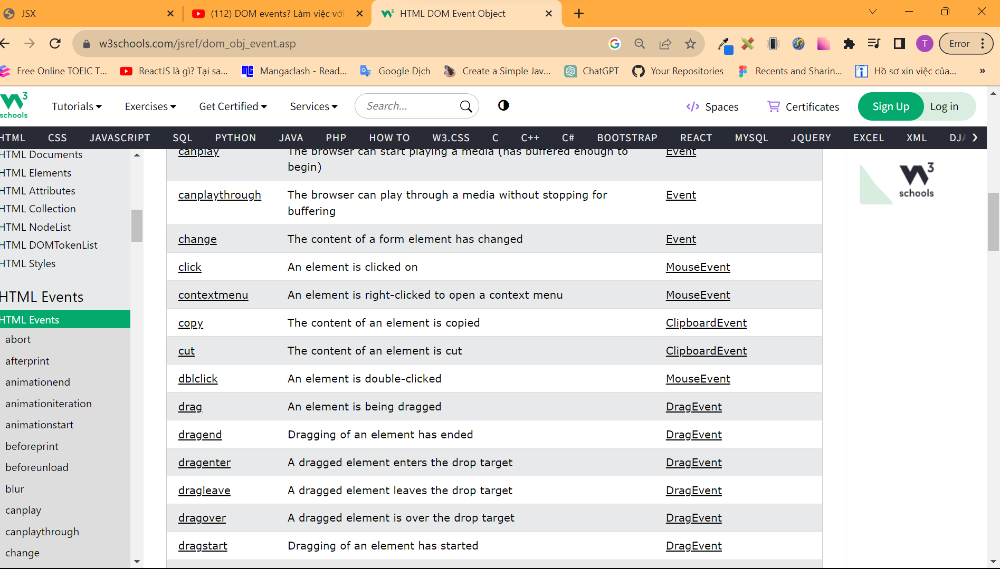 JSX
(112) DOM events? Làm việc với
HTML DOM Event Object
w3schools.com/jsref/dom_obj_event.asp
T
Error
Free Online TOEIC T...
ReactJS là gì? Tại sa...
Mangaclash - Read...
Google Dịch
Create a Simple Jav...
ChatGPT
Your Repositories
Recents and Sharin...
Hồ sơ xin việc của...
»
W3 schools
Tutorials
Exercises
Get Certified
Services
Search...
Spaces
Certificates
Sign Up
Log in
HTML CSS JAVASCRIPT SQL PYTHON JAVA PHP HOW TO W3.CSS C C++ C# BOOTSTRAP REACT MYSQL JQUERY EXCEL XML DJA
HTML Documents
HTML Elements
HTML Attributes
HTML Collection
HTML NodeList
HTML DOMTokenList
HTML Styles
HTML Events
HTML Events
abort
afterprint
animationend
animationiteration
animationstart
beforeprint
beforeunload
blur
canplay
canplaythrough
change
canplay The browser can start playing a media (has buffered enough to Event
begin)
canplaythrough The browser can play through a media without stopping for Event
buffering
change The content of a form element has changed Event
click An element is clicked on MouseEvent
contextmenu An element is right-clicked to open a context menu MouseEvent
copy The content of an element is copied ClipboardEvent
cut The content of an element is cut ClipboardEvent
dblclick An element is double-clicked MouseEvent
drag An element is being dragged DragEvent
dragend Dragging of an element has ended DragEvent
dragenter A dragged element enters the drop target DragEvent
dragleave A dragged element leaves the drop target DragEvent
dragover A dragged element is over the drop target DragEvent
dragstart Dragging of an element has started DragEvent
W3
schools